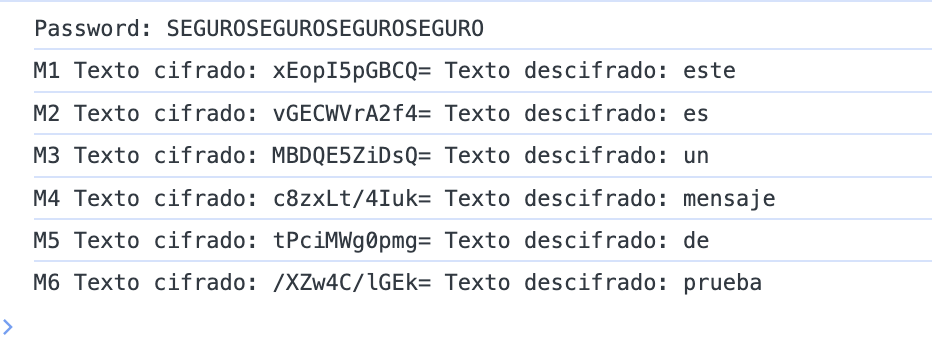 Password: SEGUROSEGUROSEGUROSEGURO
M1 Texto cifrado: xEopI5pGBCQ= Texto descifrado: este
M2 Texto cifrado: vGECWVrA2f4= Texto descifrado: es
M3 Texto cifrado: MBDQE5ZiDsQ= Texto descifrado: un
M4 Texto cifrado: c8zxLt/4Iuk= Texto descifrado: mensaje
M5 Texto cifrado: tPciMWg0pmg= Texto descifrado: de
M6 Texto cifrado: /XZw4C/lGEk= Texto descifrado: prueba